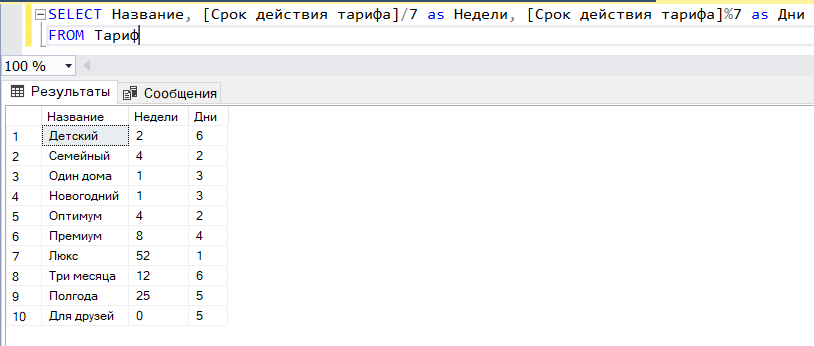 SELECT Название, [Срок действия тарифа]/7 as Недели, [Срок действия тарифа]%7 as Дни
FROM Тариф
100 %
Результаты Сообщения
Название Недели Дни
1 Детский 2 6
2 Семейный 4 2
3 Один дома 1 3
4 Новогодний 1 3
5 Оптимум 4 2
6 Премиум 8 4
7 Люкс 52 1
8 Три месяца 12 6
9 Полгода 25 5
10 Для друзей 0 5